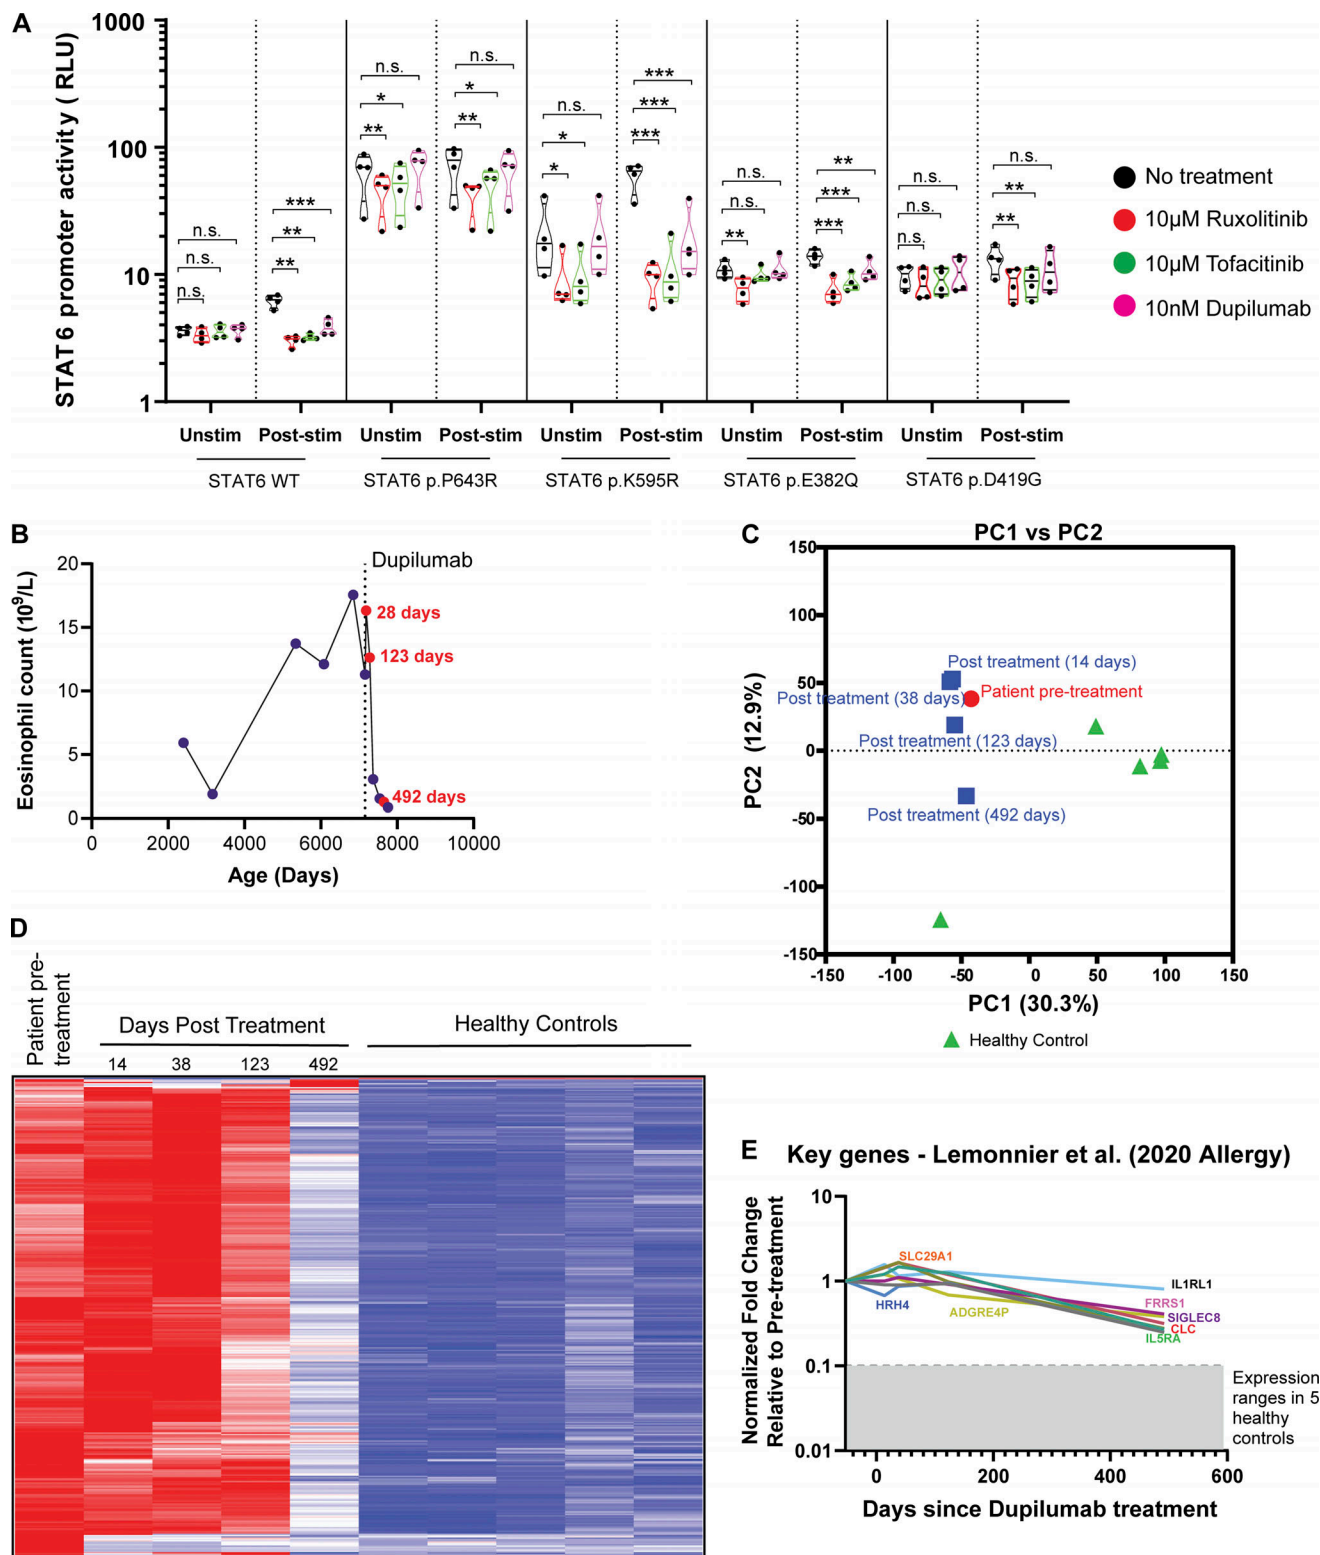 A
STAT6 promoter activity ( RLU)
1000
100
10
1
n.s.
n.s.
n.s.
***
**
**
n.s.
*
**
n.s.
*
**
n.s.
*
*
***
***
***
n.s.
n.s.
**
**
***
***
n.s.
n.s.
n.s.
n.s.
**
**
No treatment
10µM Ruxolitinib
10µM Tofacitinib
10nM Dupilumab
Unstim Post-stim Unstim Post-stim Unstim Post-stim Unstim Post-stim Unstim Post-stim
STAT6 WT STAT6 p.P643R STAT6 p.K595R STAT6 p.E382Q STAT6 p.D419G
B
Dupilumab
Eosinophil count (10⁹/L)
20
15
10
5
0
28 days
123 days
492 days
0 2000 4000 6000 8000 10000
Age (Days)
C
PC1 vs PC2
PC2 (12.9%)
150
100
50
0
-50
-100
-150
Post treatment (14 days)
Patient pre-treatment
Post treatment (38 days)
Post treatment (123 days)
Post treatment (492 days)
-150 -100 -50 0 50 100 150
PC1 (30.3%)
Healthy Control
D
Patient pre-
treatment
Days Post Treatment
Healthy Controls
14 38 123 492
E
Key genes - Lemonnier et al. (2020 Allergy)
Normalized Fold Change
Relative to Pre-treatment
10
1
0.1
0.01
SLC29A1
HRH4
ADGRE4P
IL1RL1
FRRS1
SIGLEC8
CLC
IL5RA
Expression
ranges in 5
healthy
controls
0 200 400 600
Days since Dupilumab treatment